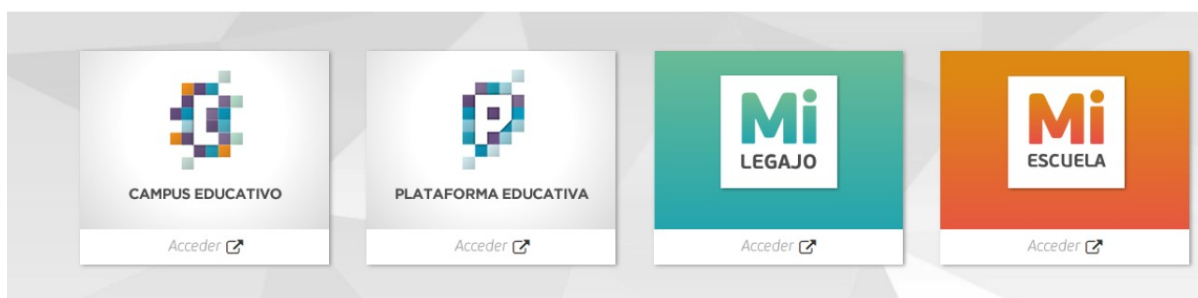 CAMPUS EDUCATIVO
Acceder
PLATAFORMA EDUCATIVA
Acceder
Mi
LEGAJO
Acceder
Mi
ESCUELA
Acceder